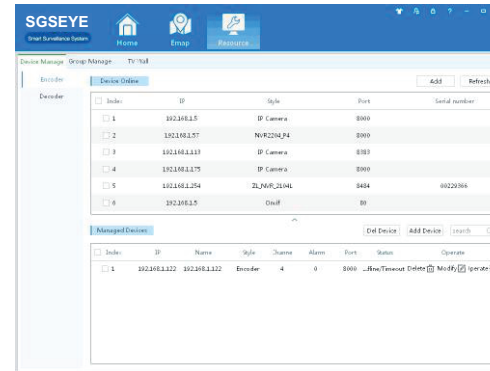 SGSEYE
Smart Surveillance System
Home Emap Resource
Device Manage Group Manage TV Wall
Encoder
Decoder
Device Online Add Refresh
Index IP Style Port Serial number
1 192.168.1.5 IP Camera 8000
2 192.168.1.57 NVR2204_P4 8000
3 192.168.1.113 IP Camera 8383
4 192.168.1.175 IP Camera 8000
5 192.168.1.254 ZL_NVR_2104L 8484 00229366
6 192.168.1.5 Onvif 80
Managed Devices Del Device Add Device search
Index IP Name Style Channe Alarm Port Status Operate
1 192.168.1.122 192.168.1.122 Encoder 4 0 8000 ...ffline/Timeout Delete Modify Operate